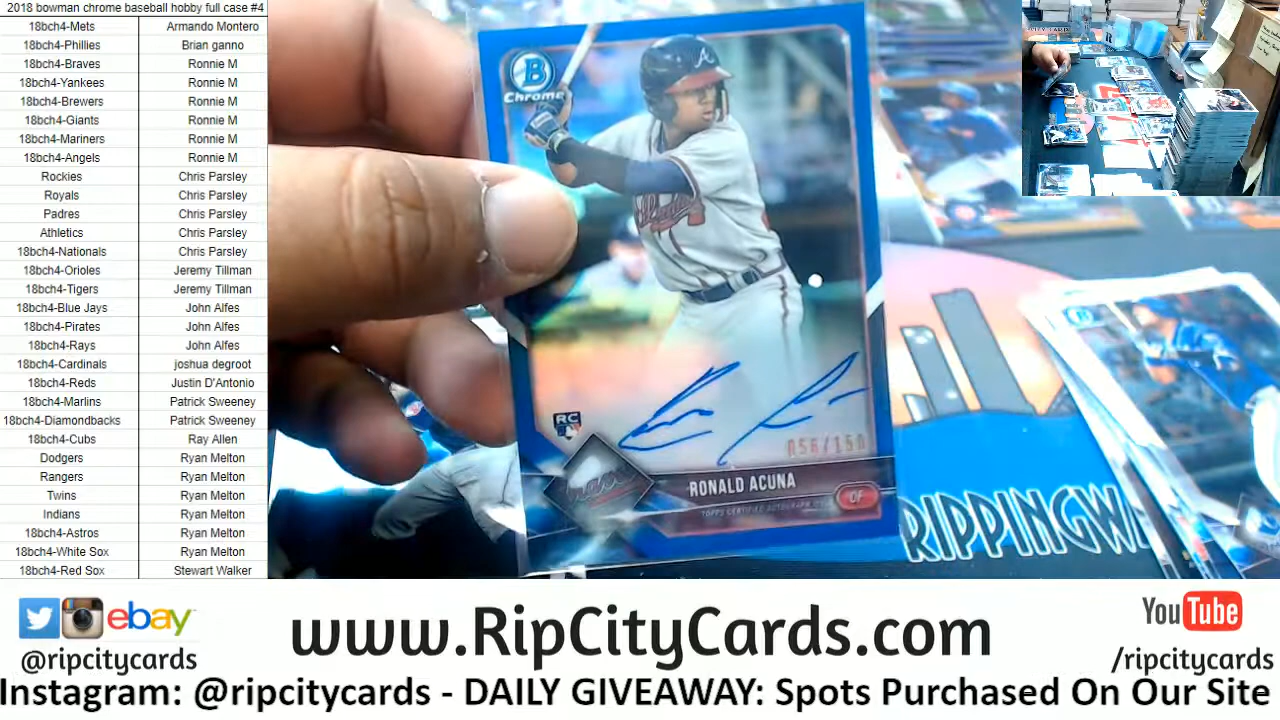 2018 bowman chrome baseball hobby full case #4
18bch4-Mets Armando Montero
18bch4-Phillies Brian ganno
18bch4-Braves Ronnie M
18bch4-Yankees Ronnie M
18bch4-Brewers Ronnie M
18bch4-Giants Ronnie M
18bch4-Mariners Ronnie M
18bch4-Angels Ronnie M
Rockies Chris Parsley
Royals Chris Parsley
Padres Chris Parsley
Athletics Chris Parsley
18bch4-Nationals Chris Parsley
18bch4-Orioles Jeremy Tillman
18bch4-Tigers Jeremy Tillman
18bch4-Blue Jays John Alfes
18bch4-Pirates John Alfes
18bch4-Rays John Alfes
18bch4-Cardinals joshua degroot
18bch4-Reds Justin D'Antonio
18bch4-Marlins Patrick Sweeney
18bch4-Diamondbacks Patrick Sweeney
18bch4-Cubs Ray Allen
Dodgers Ryan Melton
Rangers Ryan Melton
Twins Ryan Melton
Indians Ryan Melton
18bch4-Astros Ryan Melton
18bch4-White Sox Ryan Melton
18bch4-Red Sox Stewart Walker
B
Chrome
A
RC
056/150
RONALD ACUNA
TOPPS CERTIFIED AUTOGRAPH
OF
RIPPINGW
ebay
@ripcitycards
www.RipCityCards.com
YouTube
/ripcitycards
Instagram: @ripcitycards - DAILY GIVEAWAY: Spots Purchased On Our Site